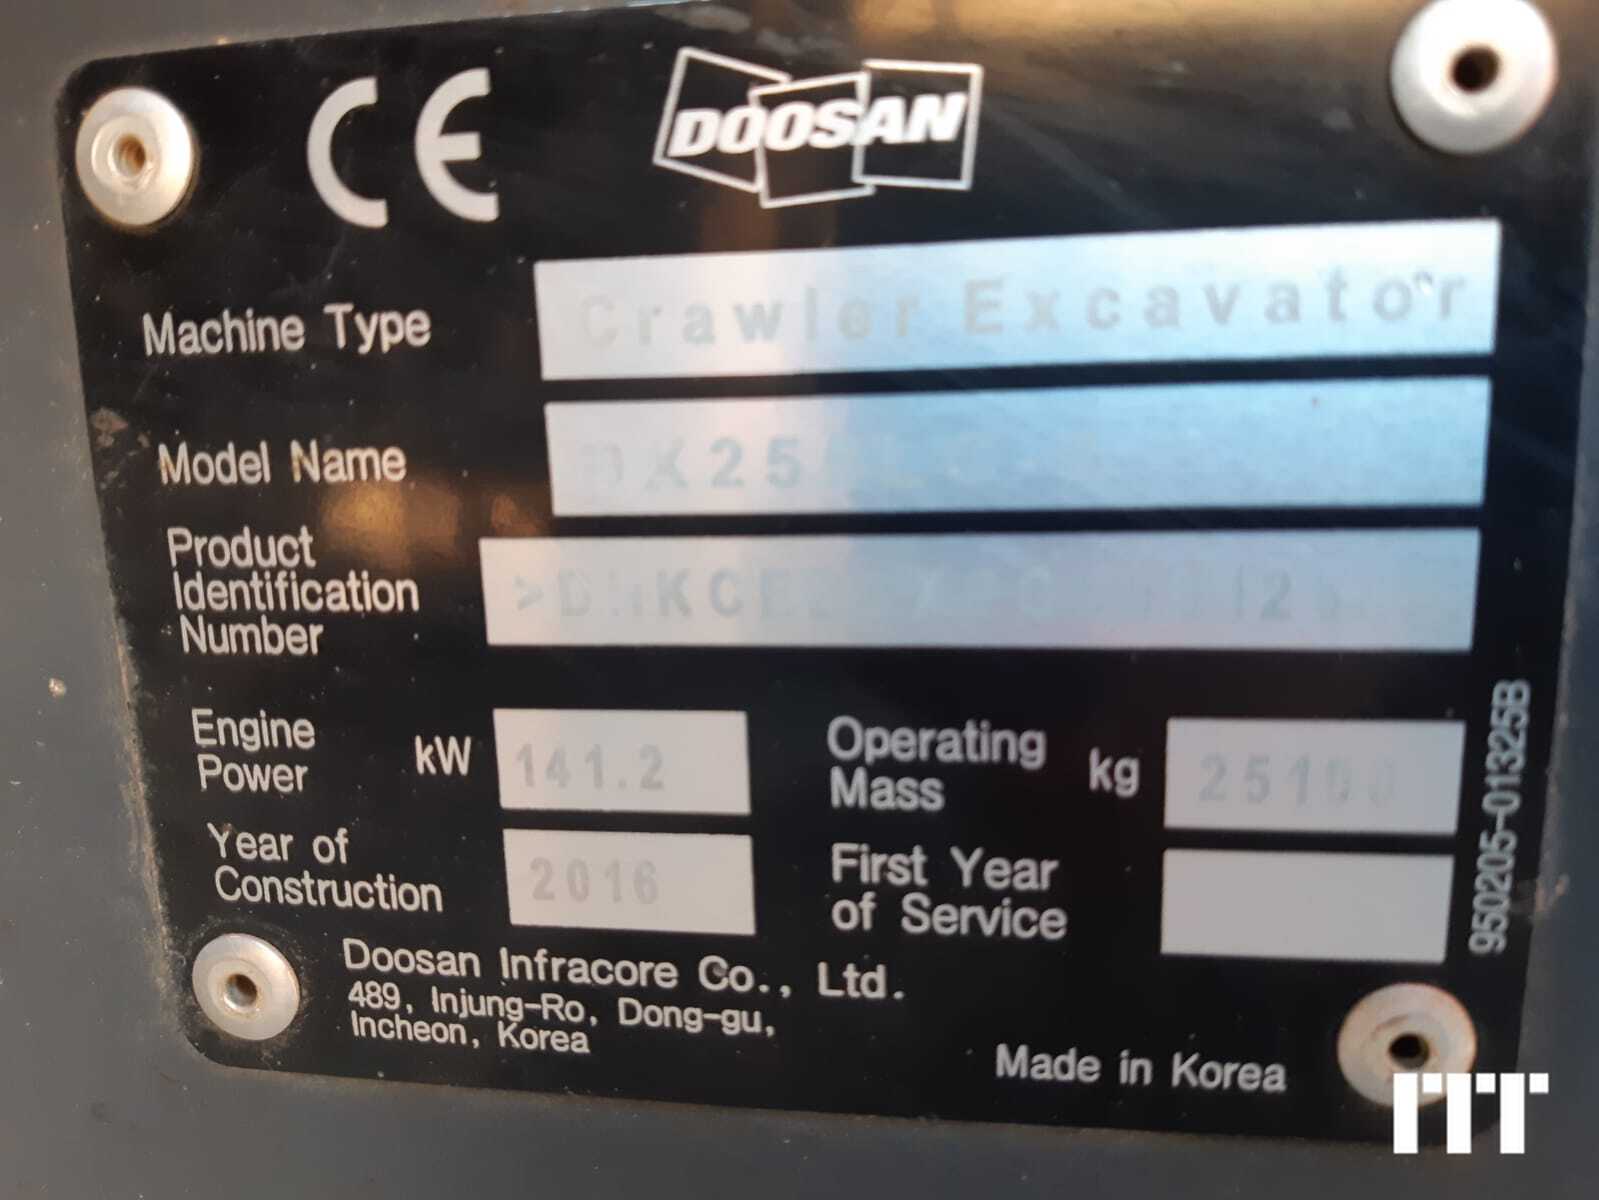 CE
DOOSAN
Machine Type Crawler Excavator
Model Name
Product
Identification
Number
Engine
Power kW 141.2
Operating
Mass kg 25100
Year of
Construction 2016
First Year
of Service
950205-01325B
Doosan Infracore Co., Ltd.
489, Injung-Ro, Dong-gu,
Incheon, Korea
Made in Korea